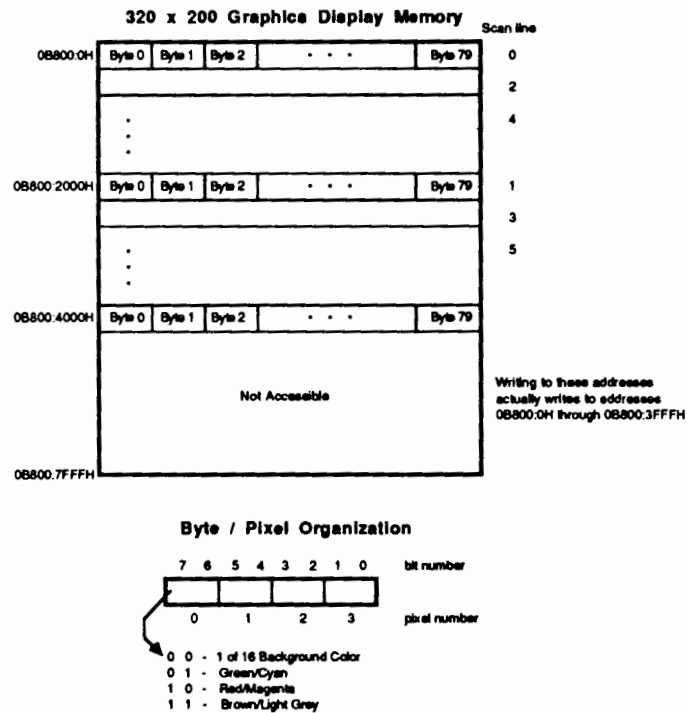 320 x 200 Graphics Display Memory
Scan line
0B800:0H Byte 0 Byte 1 Byte 2 . . . Byte 79 0
2
4
0B800:2000H Byte 0 Byte 1 Byte 2 . . . Byte 79 1
3
5
0B800:4000H Byte 0 Byte 1 Byte 2 . . . Byte 79
Not Accessible
Writing to these addresses
actually writes to addresses
0B800:0H through 0B800:3FFFH
0B800:7FFFH
Byte / Pixel Organization
7 6 5 4 3 2 1 0 bit number
0 1 2 3 pixel number
0 0 - 1 of 16 Background Color
0 1 - Green/Cyan
1 0 - Red/Magenta
1 1 - Brown/Light Grey